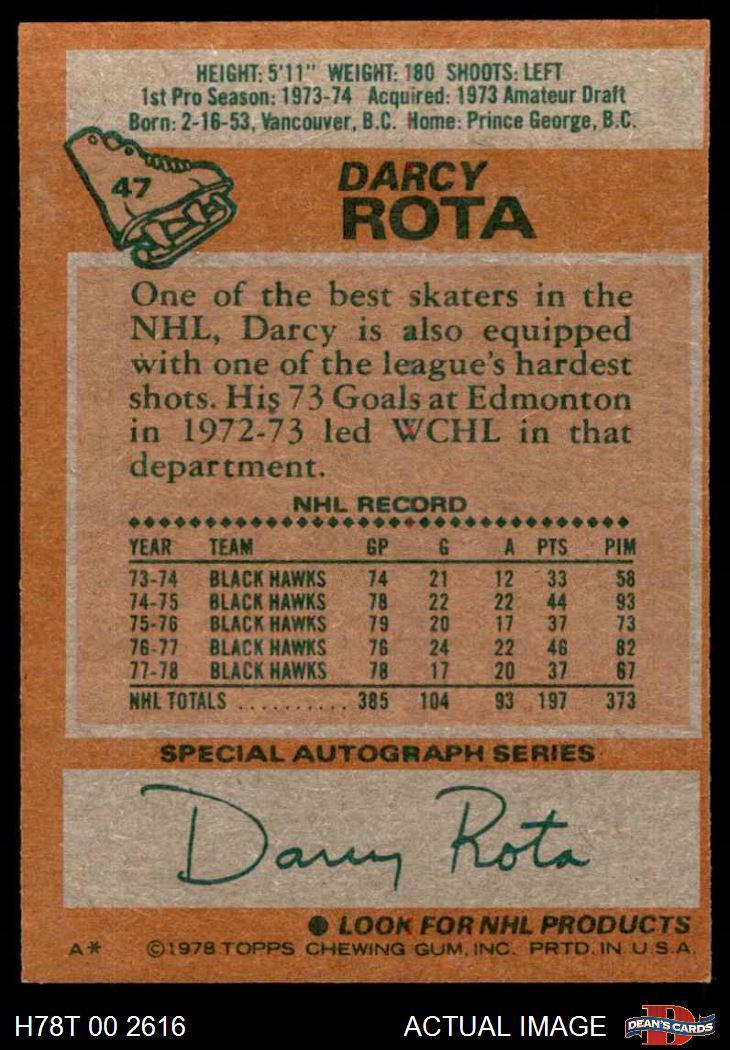 HEIGHT: 5'11" WEIGHT: 180 SHOOTS: LEFT
1st Pro Season: 1973-74 Acquired: 1973 Amateur Draft
Born: 2-16-53, Vancouver, B.C. Home: Prince George, B.C.
47
DARCY
ROTA
One of the best skaters in the
NHL, Darcy is also equipped
with one of the league's hardest
shots. His 73 Goals at Edmonton
in 1972-73 led WCHL in that
department.
NHL RECORD
YEAR TEAM GP G A PTS PIM
73-74 BLACK HAWKS 74 21 12 33 58
74-75 BLACK HAWKS 78 22 22 44 93
75-76 BLACK HAWKS 79 20 17 37 73
76-77 BLACK HAWKS 76 24 22 46 82
77-78 BLACK HAWKS 78 17 20 37 67
NHL TOTALS .......... 385 104 93 197 373
SPECIAL AUTOGRAPH SERIES
Darcy Rota
● LOOK FOR NHL PRODUCTS
A* ©1978 TOPPS CHEWING GUM, INC. PRTD. IN U.S.A.
H78T 00 2616 ACTUAL IMAGE
D
DEAN'S CARDS